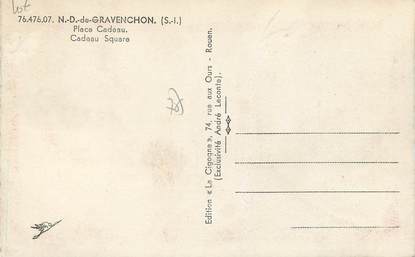 76.476.07. N.-D.-de-GRAVENCHON. (S.-I.)
Place Cadeau.
Cadeau Square
Edition « La Cigogne », 74, rue aux Ours - Rouen.
(Exclusivité André Leconte)